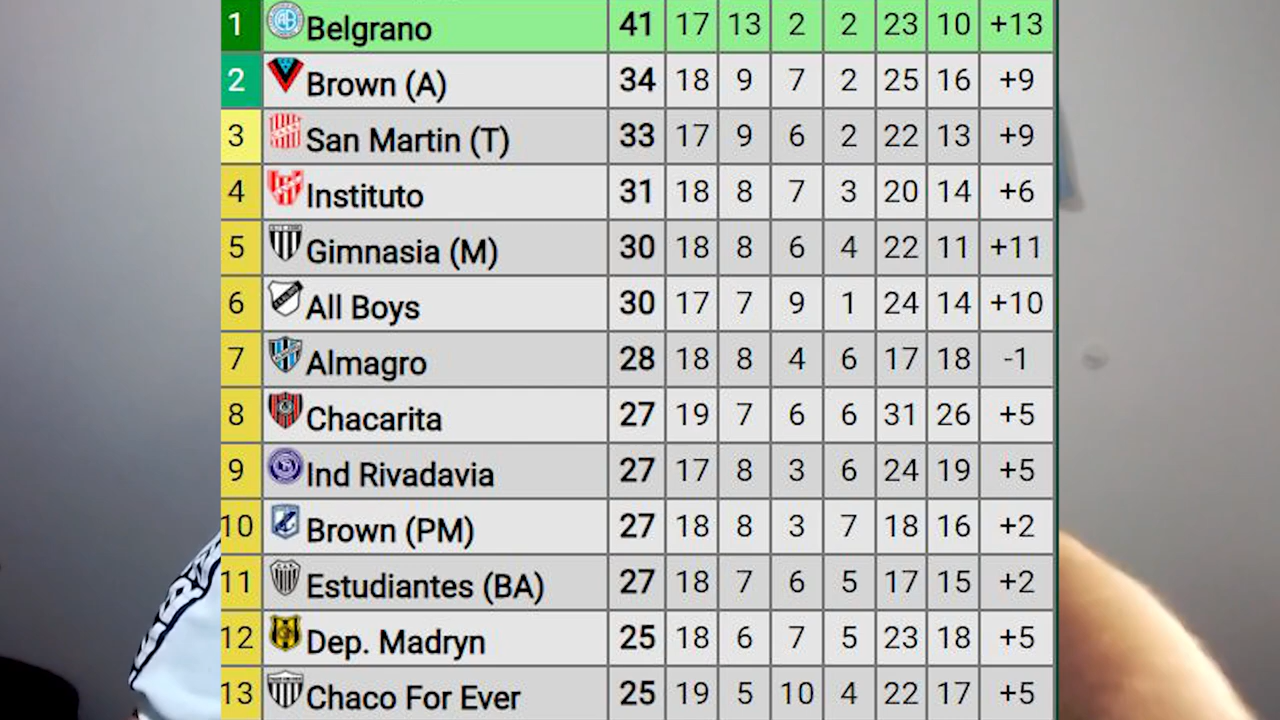 1 Belgrano 41 17 13 2 2 23 10 +13
2 Brown (A) 34 18 9 7 2 25 16 +9
3 San Martin (T) 33 17 9 6 2 22 13 +9
4 Instituto 31 18 8 7 3 20 14 +6
5 Gimnasia (M) 30 18 8 6 4 22 11 +11
6 All Boys 30 17 7 9 1 24 14 +10
7 Almagro 28 18 8 4 6 17 18 -1
8 Chacarita 27 19 7 6 6 31 26 +5
9 Ind Rivadavia 27 17 8 3 6 24 19 +5
10 Brown (PM) 27 18 8 3 7 18 16 +2
11 Estudiantes (BA) 27 18 7 6 5 17 15 +2
12 Dep. Madryn 25 18 6 7 5 23 18 +5
13 Chaco For Ever 25 19 5 10 4 22 17 +5